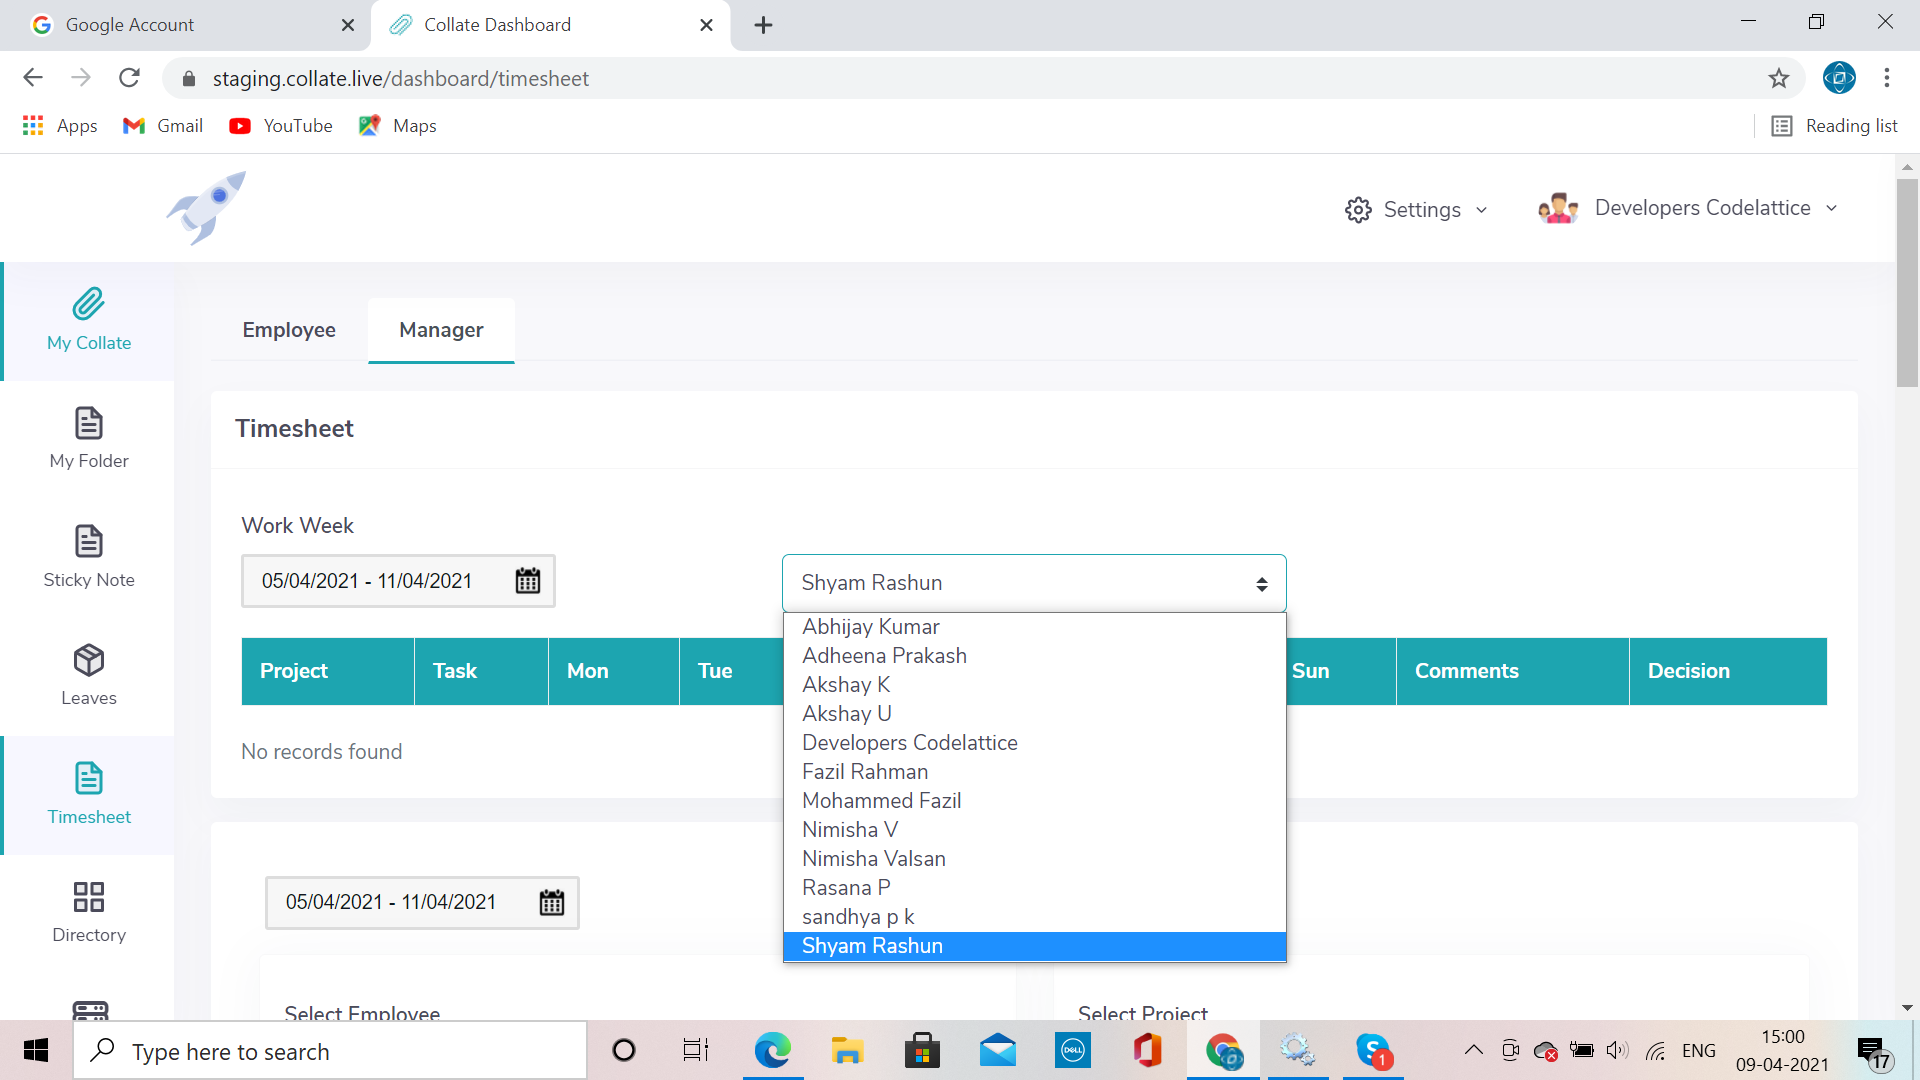 Google Account
Collate Dashboard
staging.collate.live/dashboard/timesheet
Apps
Gmail
YouTube
Maps
Reading list
Settings
Developers Codelattice
My Collate
My Folder
Sticky Note
Leaves
Timesheet
Directory
Employee
Manager
Timesheet
Work Week
05/04/2021 - 11/04/2021
Shyam Rashun
Project Task Mon Tue Sun Comments Decision
No records found
Abhijay Kumar
Adheena Prakash
Akshay K
Akshay U
Developers Codelattice
Fazil Rahman
Mohammed Fazil
Nimisha V
Nimisha Valsan
Rasana P
sandhya p k
Shyam Rashun
05/04/2021 - 11/04/2021
Select Employee
Select Project
Type here to search
DELL
1
ENG
15:00
09-04-2021
17